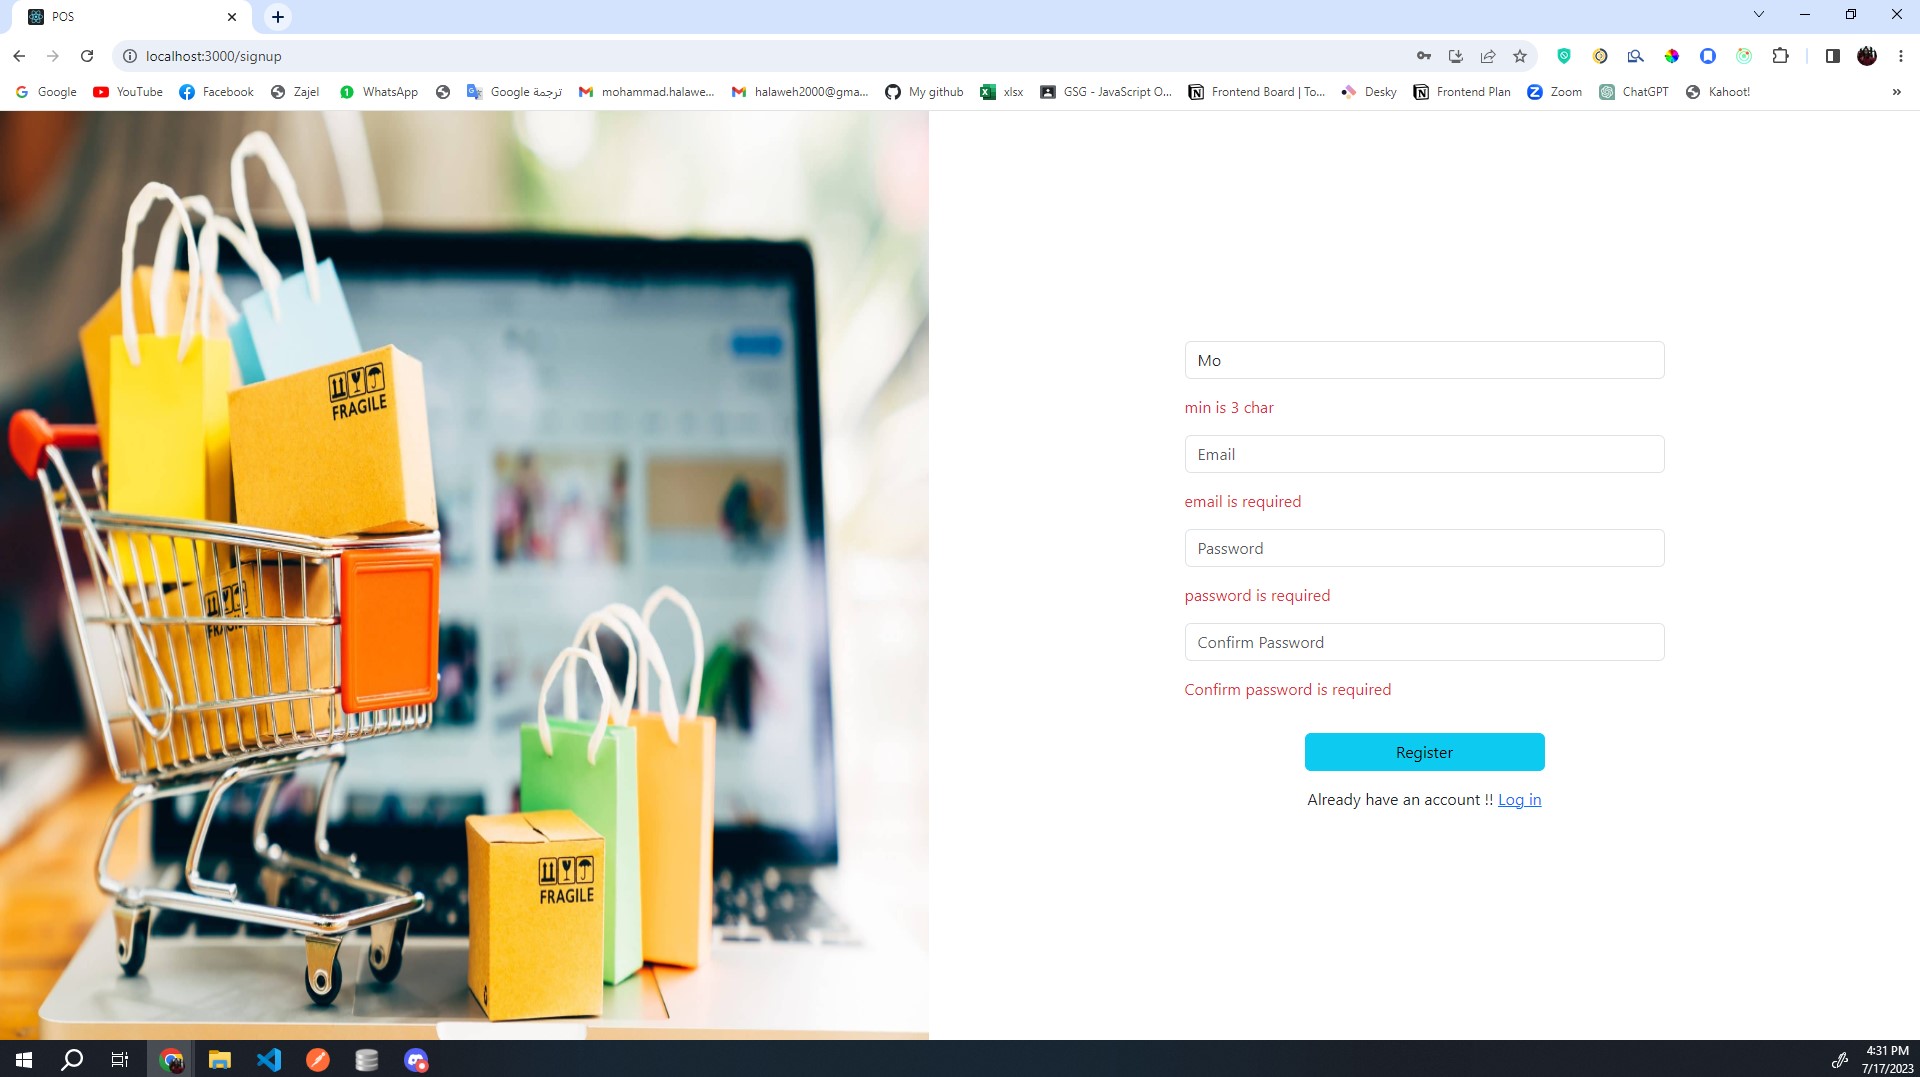 POS
localhost:3000/signup
Google YouTube Facebook Zajel WhatsApp ترجمة Google mohammad.halawe... halaweh2000@gma... My github xlsx GSG - JavaScript O... Frontend Board | To... Desky Frontend Plan Zoom ChatGPT Kahoot! »
FRAGILE
FRAGILE
FRAGILE
Mo
min is 3 char
Email
email is required
Password
password is required
Confirm Password
Confirm password is required
Register
Already have an account !! Log in
4:31 PM
7/17/2023